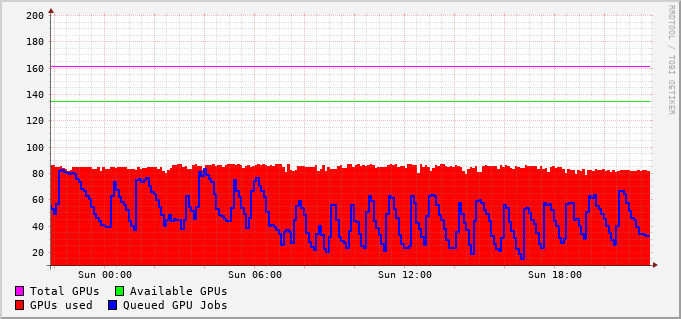 RRDTOOL / TOBI OETIKER
200
180
160
140
120
100
80
60
40
20
Sun 00:00 Sun 06:00 Sun 12:00 Sun 18:00
Total GPUs Available GPUs
GPUs used Queued GPU Jobs